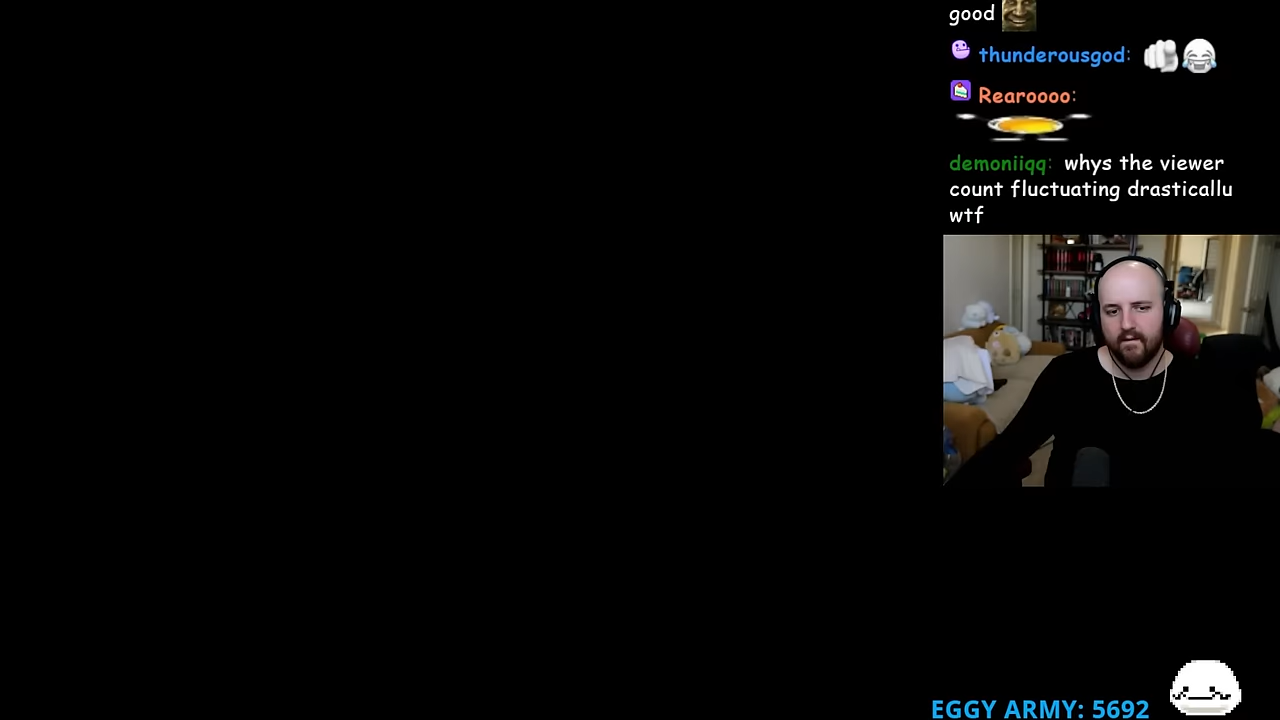 good
thunderousgod:
Rearoooo:
demoniiqq: whys the viewer
count fluctuating drasticallu
wtf
EGGY ARMY: 5692